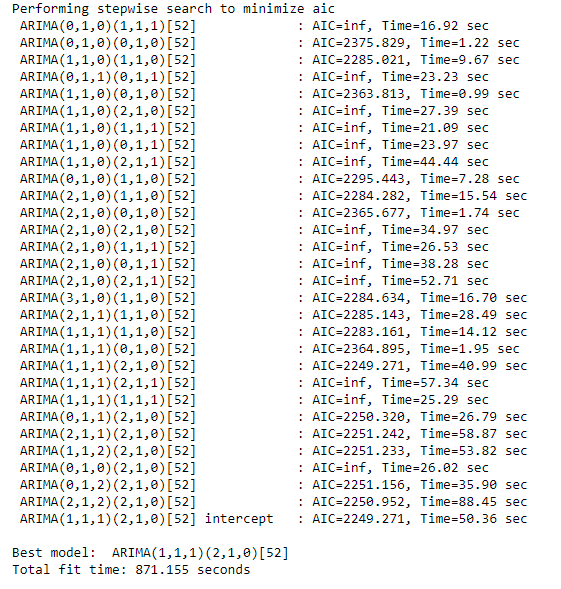 Performing stepwise search to minimize aic
ARIMA(0,1,0)(1,1,1)[52]             : AIC=inf, Time=16.92 sec
ARIMA(0,1,0)(0,1,0)[52]             : AIC=2375.829, Time=1.22 sec
ARIMA(1,1,0)(1,1,0)[52]             : AIC=2285.021, Time=9.67 sec
ARIMA(0,1,1)(0,1,1)[52]             : AIC=inf, Time=23.23 sec
ARIMA(1,1,0)(0,1,0)[52]             : AIC=2363.813, Time=0.99 sec
ARIMA(1,1,0)(2,1,0)[52]             : AIC=inf, Time=27.39 sec
ARIMA(1,1,0)(1,1,1)[52]             : AIC=inf, Time=21.09 sec
ARIMA(1,1,0)(0,1,1)[52]             : AIC=inf, Time=23.97 sec
ARIMA(1,1,0)(2,1,1)[52]             : AIC=inf, Time=44.44 sec
ARIMA(0,1,0)(1,1,0)[52]             : AIC=2295.443, Time=7.28 sec
ARIMA(2,1,0)(1,1,0)[52]             : AIC=2284.282, Time=15.54 sec
ARIMA(2,1,0)(0,1,0)[52]             : AIC=2365.677, Time=1.74 sec
ARIMA(2,1,0)(2,1,0)[52]             : AIC=inf, Time=34.97 sec
ARIMA(2,1,0)(1,1,1)[52]             : AIC=inf, Time=26.53 sec
ARIMA(2,1,0)(0,1,1)[52]             : AIC=inf, Time=38.28 sec
ARIMA(2,1,0)(2,1,1)[52]             : AIC=inf, Time=52.71 sec
ARIMA(3,1,0)(1,1,0)[52]             : AIC=2284.634, Time=16.70 sec
ARIMA(2,1,1)(1,1,0)[52]             : AIC=2285.143, Time=28.49 sec
ARIMA(1,1,1)(1,1,0)[52]             : AIC=2283.161, Time=14.12 sec
ARIMA(1,1,1)(0,1,0)[52]             : AIC=2364.895, Time=1.95 sec
ARIMA(1,1,1)(2,1,0)[52]             : AIC=2249.271, Time=40.99 sec
ARIMA(1,1,1)(2,1,1)[52]             : AIC=inf, Time=57.34 sec
ARIMA(1,1,1)(1,1,1)[52]             : AIC=inf, Time=25.29 sec
ARIMA(0,1,1)(2,1,0)[52]             : AIC=2250.320, Time=26.79 sec
ARIMA(2,1,1)(2,1,0)[52]             : AIC=2251.242, Time=58.87 sec
ARIMA(1,1,2)(2,1,0)[52]             : AIC=2251.233, Time=53.82 sec
ARIMA(0,1,0)(2,1,0)[52]             : AIC=inf, Time=26.02 sec
ARIMA(0,1,2)(2,1,0)[52]             : AIC=2251.156, Time=35.90 sec
ARIMA(2,1,2)(2,1,0)[52]             : AIC=2250.952, Time=88.45 sec
ARIMA(1,1,1)(2,1,0)[52] intercept   : AIC=2249.271, Time=50.36 sec

Best model:  ARIMA(1,1,1)(2,1,0)[52]
Total fit time: 871.155 seconds